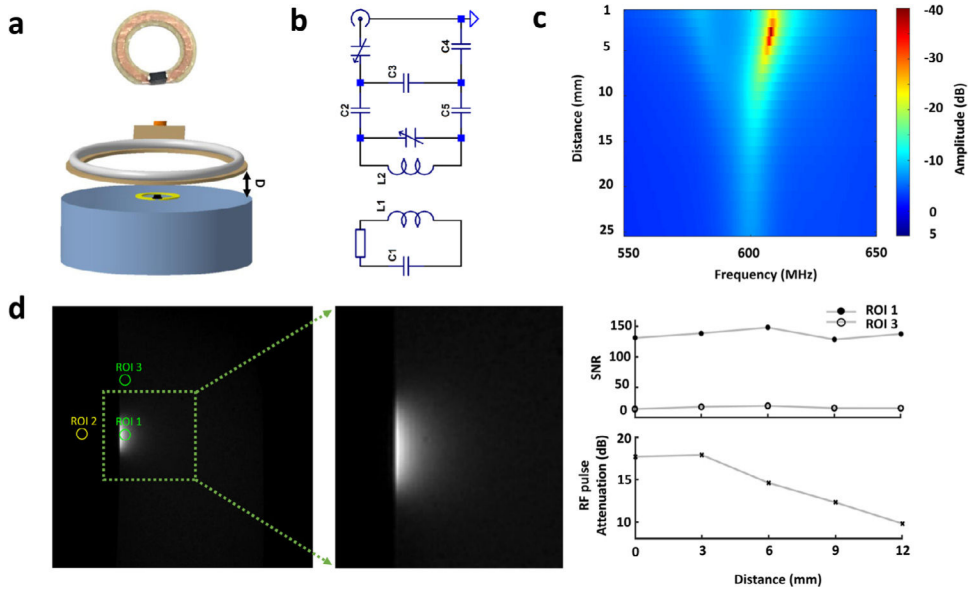 a
D
b
C4
C3
C2
C5
L2
L1
C1
c
1
5
10
15
20
25
Distance (mm)
550
600
650
Frequency (MHz)
-40
-30
-20
-10
0
5
Amplitude (dB)
d
ROI 3
ROI 2
ROI 1
ROI 1
ROI 3
150
100
50
0
SNR
20
15
10
RF pulse
Attenuation (dB)
0
3
6
9
12
Distance (mm)